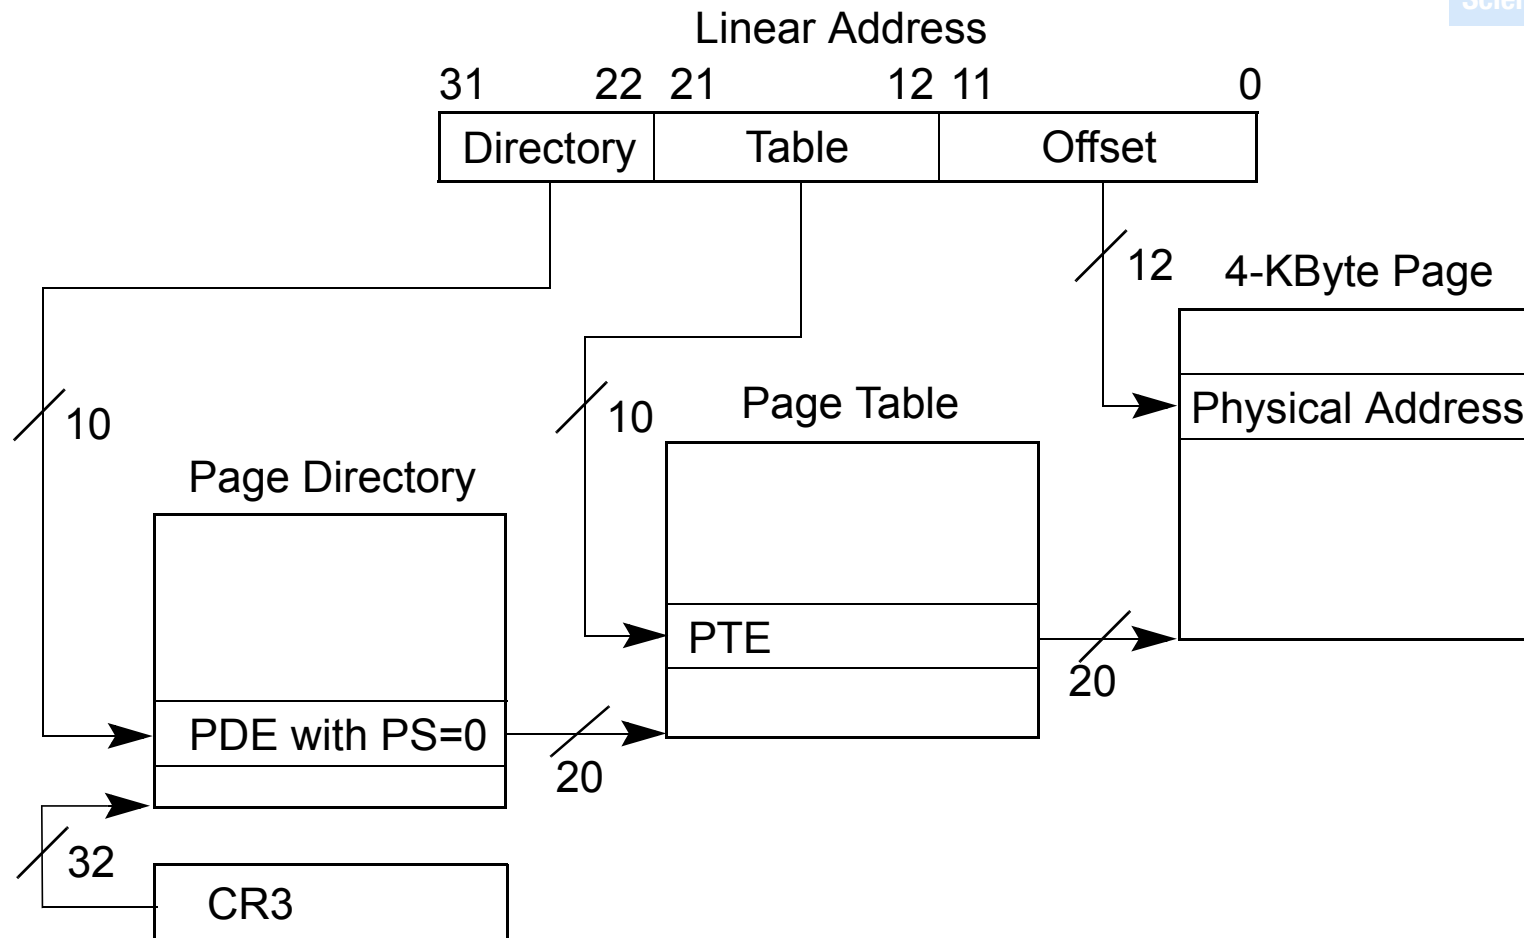 Linear Address
31 22 21 12 11 0
Directory Table Offset
12
4-KByte Page
10
10
Page Table
Physical Address
Page Directory
PTE
20
PDE with PS=0
20
32
CR3